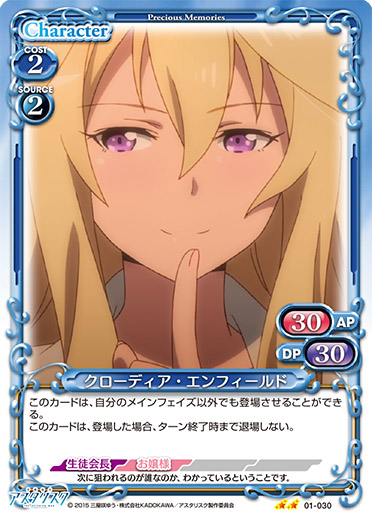 Precious Memories
Character
COST
2
SOURCE
2
30 AP
DP 30
クローディア・エンフィールド
このカードは、自分のメインフェイズ以外でも登場させることができ
る。
このカードは、登場した場合、ターン終了時まで退場しない。
生徒会長 お嬢様
次に狙われるのが誰なのか、わかっているということです。
アスタリスク
© 2015 三屋咲ゆう・株式会社KADOKAWA/アスタリスク製作委員会
01-030